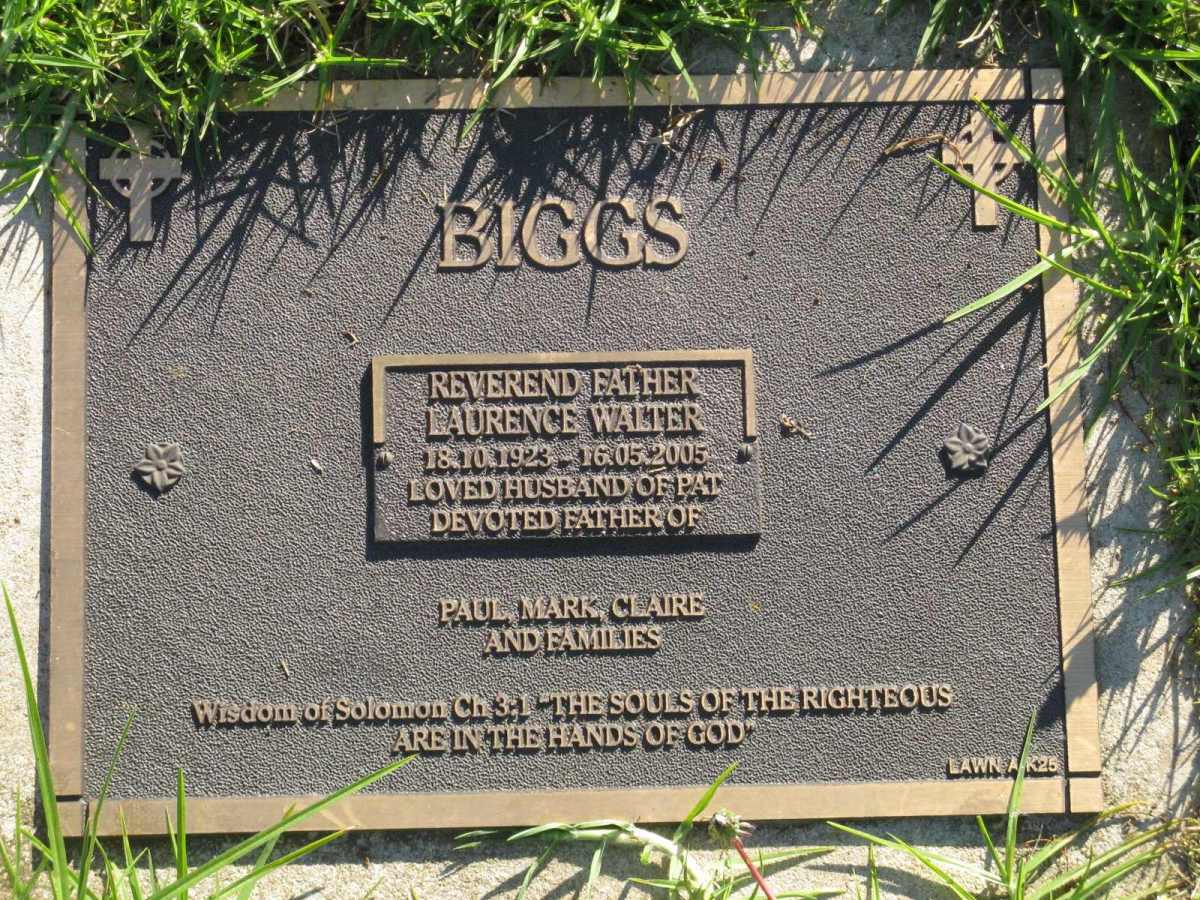 BIGGS
REVEREND FATHER
LAURENCE WALTER
18.10.1923 - 16.05.2005
LOVED HUSBAND OF PAT
DEVOTED FATHER OF
PAUL, MARK, CLAIRE
AND FAMILIES
Wisdom of Solomon Ch 3:1 "THE SOULS OF THE RIGHTEOUS
ARE IN THE HANDS OF GOD"
LAWN A K25